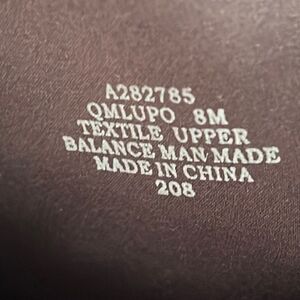 A282785
QMLUPO 8M
TEXTILE UPPER
BALANCE MAN MADE
MADE IN CHINA
208